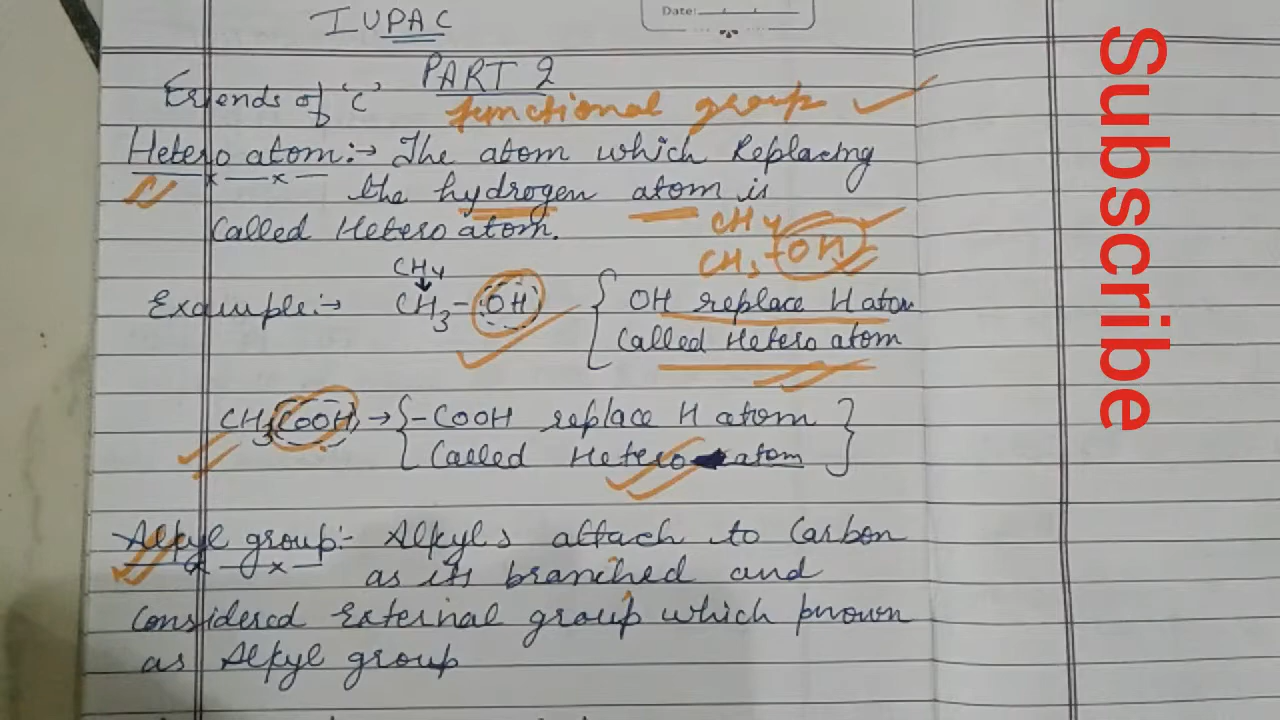 IUPAC
Date:
PART 2
Friends of 'C'
functional group
Hetero atom:→ The atom which Replacing
the hydrogen atom is
Called Hetero atom.
CH4
CH3-OH
CH4
Example:→ CH3-OH { OH replace H atom
Called Hetero atom
CH3COOH → {-COOH replace H atom }
Called Hetero atom
Alkyl group:- Alkyls attach to Carbon
as its branched and
Considered External group which known
as Alkyl group
Subscribe